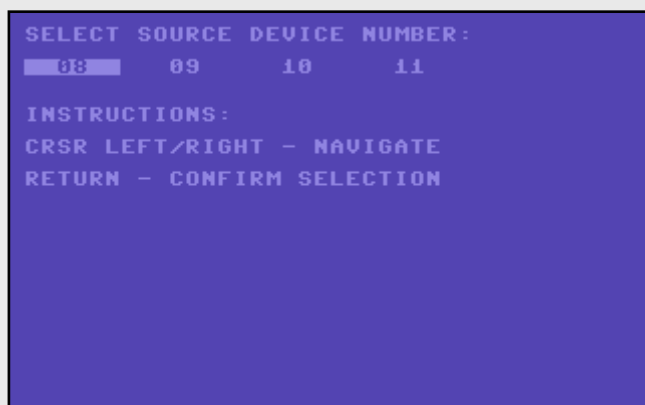 SELECT SOURCE DEVICE NUMBER:
08 09 10 11
INSTRUCTIONS:
CRSR LEFT/RIGHT - NAVIGATE
RETURN - CONFIRM SELECTION